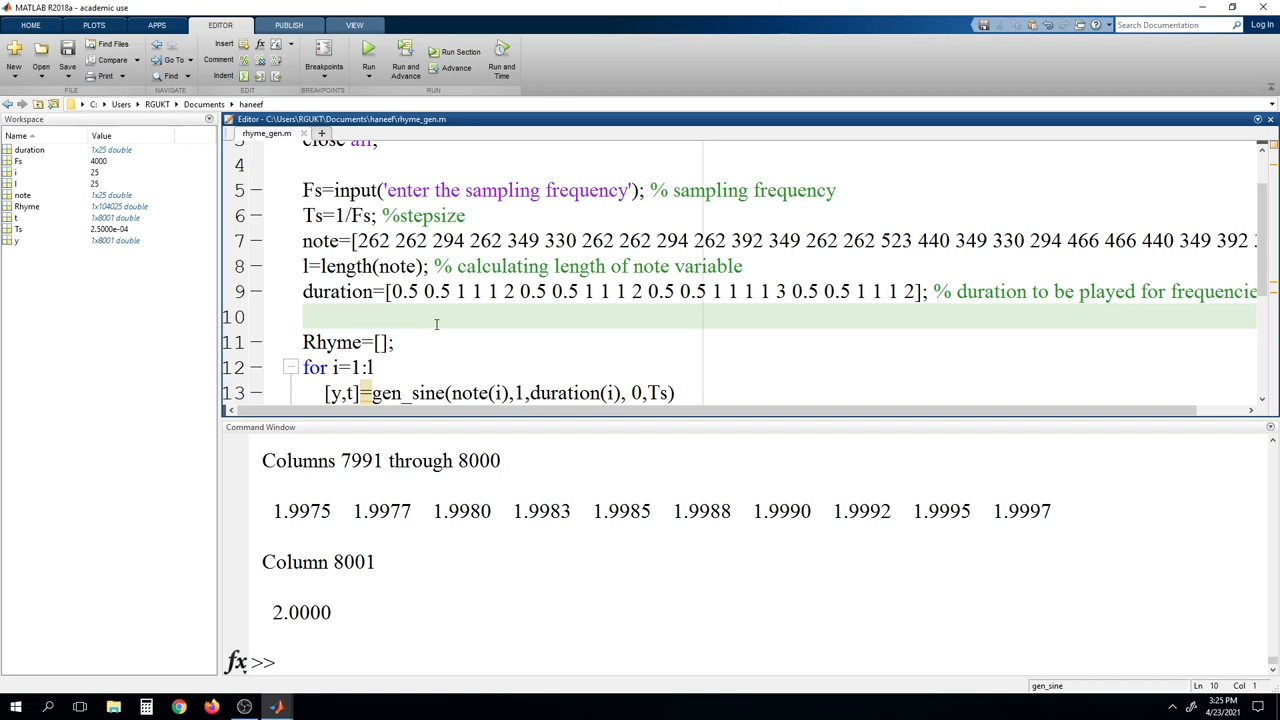 MATLAB R2018a - academic use
HOME PLOTS APPS EDITOR PUBLISH VIEW Search Documentation Log In
New Open Save Find Files Compare Print Go To Find Insert Comment Indent fx Breakpoints Run Run and Advance Run Section Advance Run and Time
FILE NAVIGATE EDIT BREAKPOINTS RUN
C: Users RGUKT Documents haneef
Workspace
Name Value
duration 1x25 double
Fs 4000
i 25
l 25
note 1x25 double
Rhyme 1x104025 double
t 1x8001 double
Ts 2.5000e-04
y 1x8001 double
Editor - C:\Users\RGUKT\Documents\haneef\rhyme_gen.m
rhyme_gen.m
3 close all;
4
5 Fs=input('enter the sampling frequency'); % sampling frequency
6 Ts=1/Fs; %stepsize
7 note=[262 262 294 262 349 330 262 262 294 262 392 349 262 262 523 440 349 330 294 466 466 440 349 392 3
8 l=length(note); % calculating length of note variable
9 duration=[0.5 0.5 1 1 1 2 0.5 0.5 1 1 1 2 0.5 0.5 1 1 1 1 3 0.5 0.5 1 1 1 2]; % duration to be played for frequencie
10
11 Rhyme=[];
12 for i=1:l
13 [y,t]=gen_sine(note(i),1,duration(i), 0,Ts)
Command Window
Columns 7991 through 8000
1.9975 1.9977 1.9980 1.9983 1.9985 1.9988 1.9990 1.9992 1.9995 1.9997
Column 8001
2.0000
fx >>
gen_sine Ln 10 Col 1
3:25 PM
4/23/2021